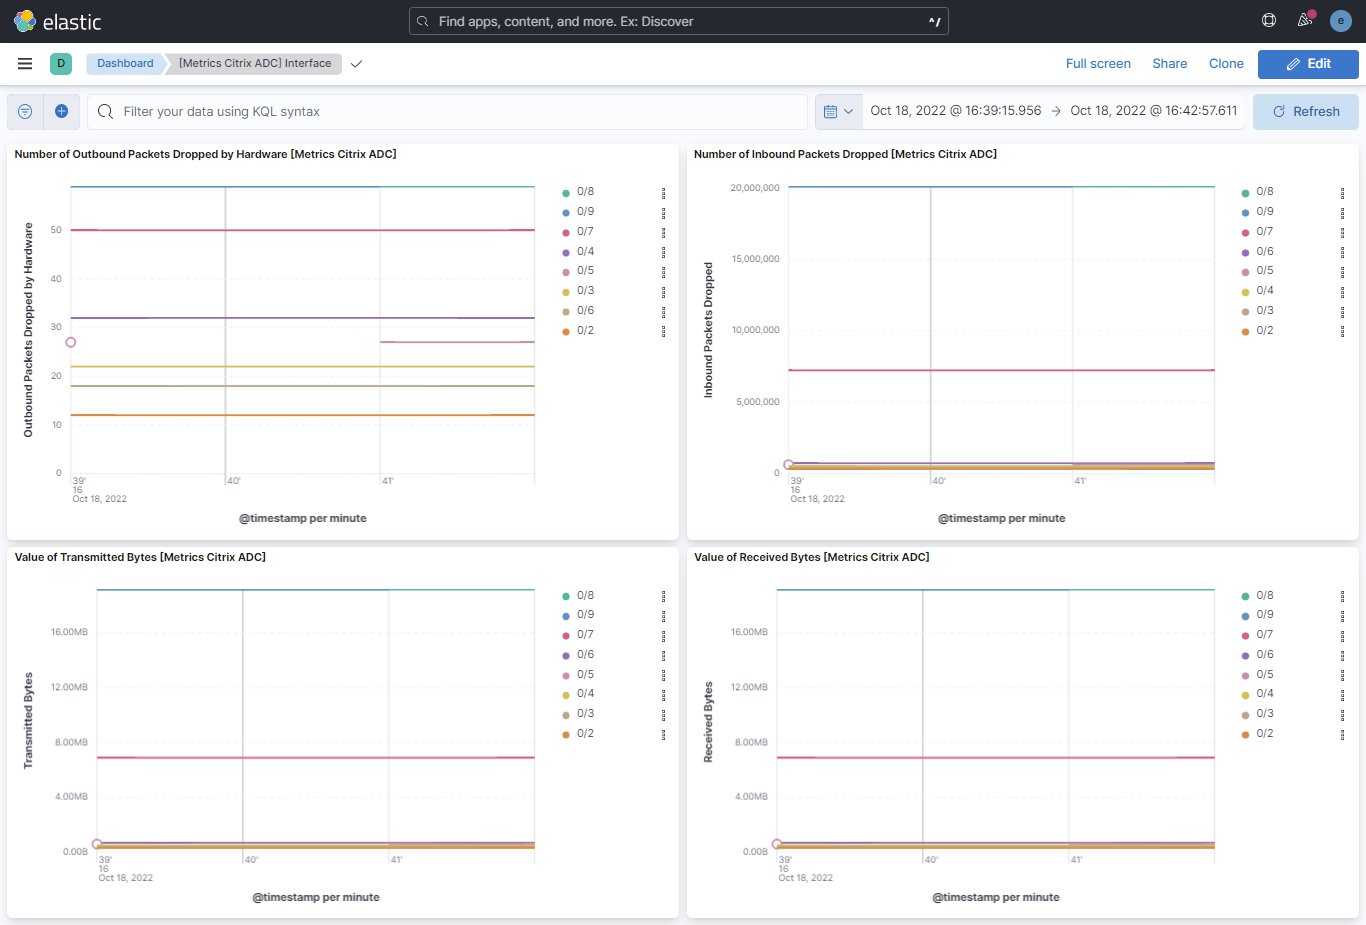 elastic
Find apps, content, and more. Ex: Discover
^/
e
D
Dashboard
[Metrics Citrix ADC] Interface
Full screen
Share
Clone
Edit
Filter your data using KQL syntax
Oct 18, 2022 @ 16:39:15.956 → Oct 18, 2022 @ 16:42:57.611
Refresh
Number of Outbound Packets Dropped by Hardware [Metrics Citrix ADC]
Outbound Packets Dropped by Hardware
50
40
30
20
10
0
39'
16
Oct 18, 2022
40'
41'
@timestamp per minute
0/8
0/9
0/7
0/4
0/5
0/3
0/6
0/2
Number of Inbound Packets Dropped [Metrics Citrix ADC]
Inbound Packets Dropped
20,000,000
15,000,000
10,000,000
5,000,000
0
39'
16
Oct 18, 2022
40'
41'
@timestamp per minute
0/8
0/9
0/7
0/6
0/5
0/4
0/3
0/2
Value of Transmitted Bytes [Metrics Citrix ADC]
Transmitted Bytes
16.00MB
12.00MB
8.00MB
4.00MB
0.00B
39'
16
Oct 18, 2022
40'
41'
@timestamp per minute
0/8
0/9
0/7
0/6
0/5
0/4
0/3
0/2
Value of Received Bytes [Metrics Citrix ADC]
Received Bytes
16.00MB
12.00MB
8.00MB
4.00MB
0.00B
39'
16
Oct 18, 2022
40'
41'
@timestamp per minute
0/8
0/9
0/7
0/6
0/5
0/4
0/3
0/2